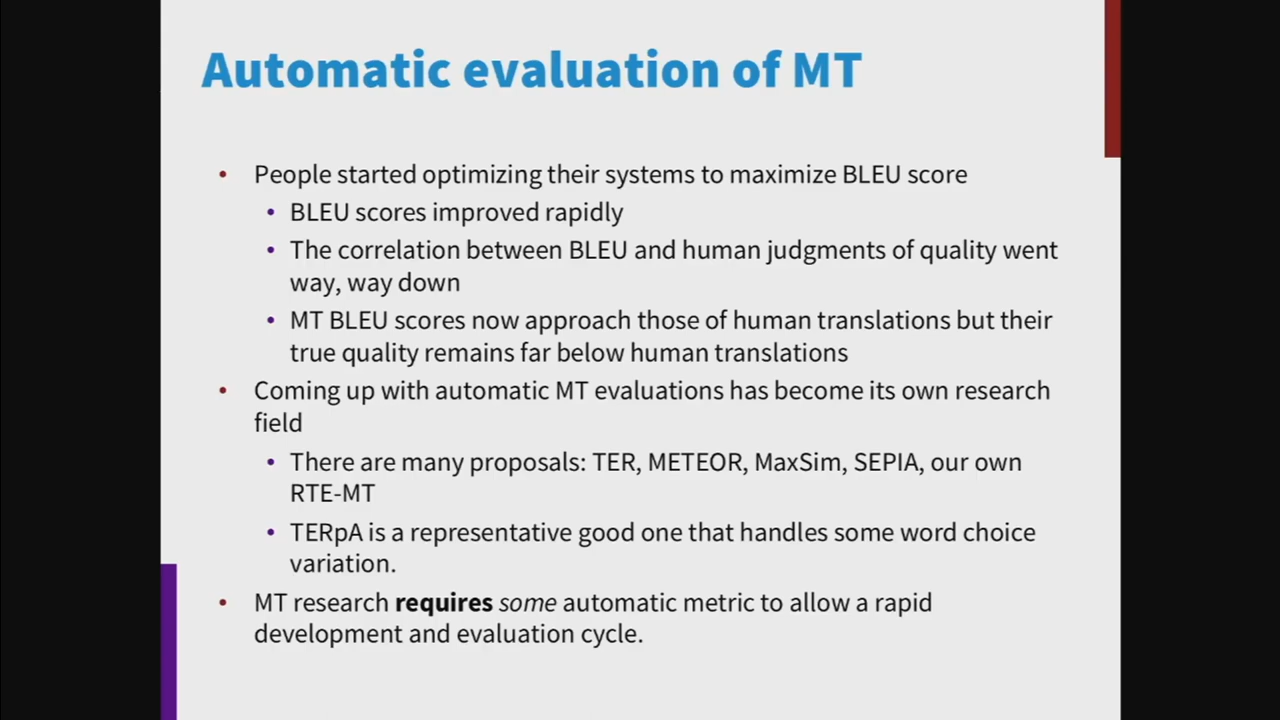 Automatic evaluation of MT
• People started optimizing their systems to maximize BLEU score
• BLEU scores improved rapidly
• The correlation between BLEU and human judgments of quality went
way, way down
• MT BLEU scores now approach those of human translations but their
true quality remains far below human translations
• Coming up with automatic MT evaluations has become its own research
field
• There are many proposals: TER, METEOR, MaxSim, SEPIA, our own
RTE-MT
• TERpA is a representative good one that handles some word choice
variation.
• MT research requires some automatic metric to allow a rapid
development and evaluation cycle.